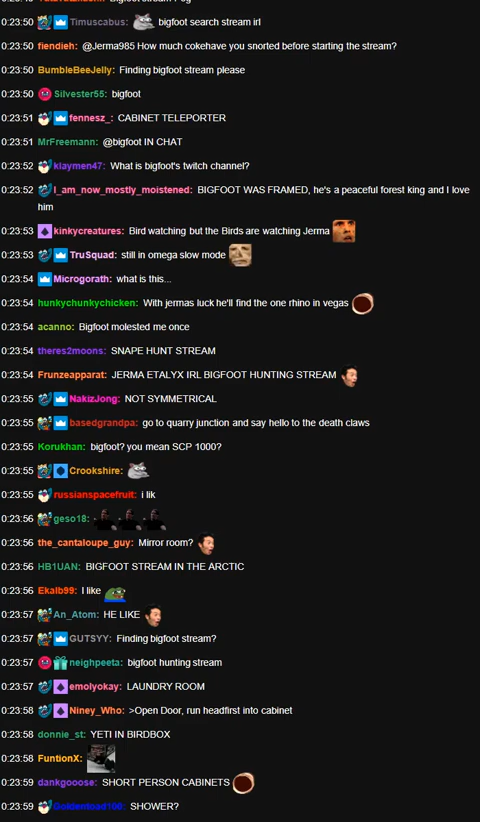 0:23:50 Timuscabus: bigfoot search stream irl
0:23:50 fiendieh: @Jerma985 How much cokehave you snorted before starting the stream?
0:23:50 BumbleBeeJelly: Finding bigfoot stream please
0:23:50 Silvester55: bigfoot
0:23:51 fennesz_: CABINET TELEPORTER
0:23:51 MrFreemann: @bigfoot IN CHAT
0:23:52 klaymen47: What is bigfoot's twitch channel?
0:23:52 I_am_now_mostly_moistened: BIGFOOT WAS FRAMED, he's a peaceful forest king and I love
him
0:23:53 kinkycreatures: Bird watching but the Birds are watching Jerma
0:23:53 TruSquad: still in omega slow mode
0:23:54 Microgorath: what is this...
0:23:54 hunkychunkychicken: With jermas luck he'll find the one rhino in vegas
0:23:54 acanno: Bigfoot molested me once
0:23:54 theres2moons: SNAPE HUNT STREAM
0:23:54 Frunzeapparat: JERMA ETALYX IRL BIGFOOT HUNTING STREAM
0:23:55 NakizJong: NOT SYMMETRICAL
0:23:55 basedgrandpa: go to quarry junction and say hello to the death claws
0:23:55 Korukhan: bigfoot? you mean SCP 1000?
0:23:55 Crookshire:
0:23:55 russianspacefruit: i lik
0:23:56 geso18:
0:23:56 the_cantaloupe_guy: Mirror room?
0:23:56 HB1UAN: BIGFOOT STREAM IN THE ARCTIC
0:23:56 Ekalb99: I like
0:23:57 An_Atom: HE LIKE
0:23:57 GUTSYY: Finding bigfoot stream?
0:23:57 neighpeeta: bigfoot hunting stream
0:23:57 emolyokay: LAUNDRY ROOM
0:23:58 Niney_Who: >Open Door, run headfirst into cabinet
0:23:58 donnie_st: YETI IN BIRDBOX
0:23:58 FuntionX:
0:23:59 dankgooose: SHORT PERSON CABINETS
0:23:59 Goldentoad100: SHOWER?